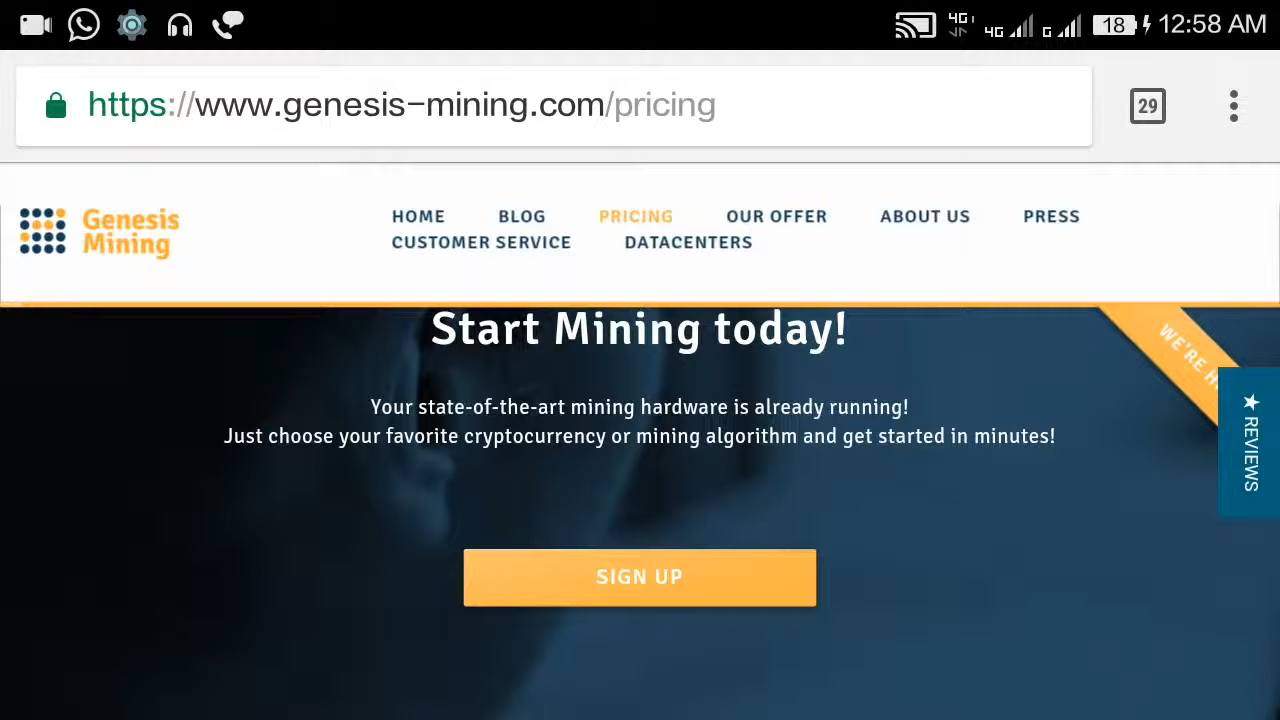 4G 4G G 18 12:58 AM
https://www.genesis-mining.com/pricing
29
Genesis
Mining
HOME BLOG PRICING OUR OFFER ABOUT US PRESS
CUSTOMER SERVICE DATACENTERS
Start Mining today!
WE'RE
Your state-of-the-art mining hardware is already running!
Just choose your favorite cryptocurrency or mining algorithm and get started in minutes!
★ REVIEWS
SIGN UP